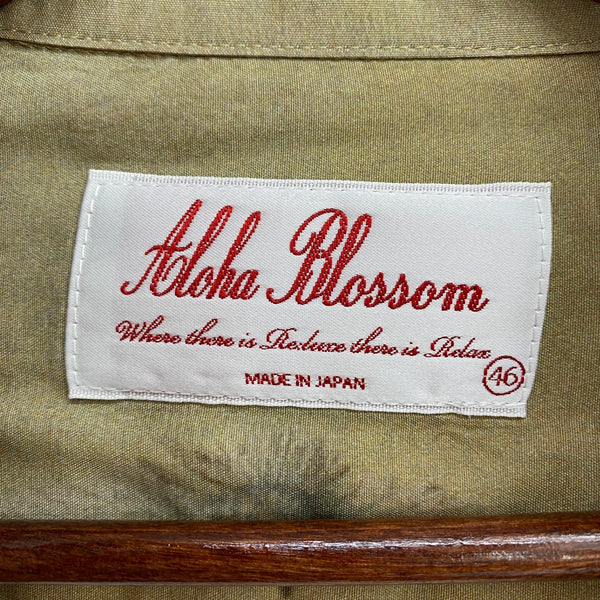 Aloha Blossom
Where there is Re:luxe there is Relax
MADE IN JAPAN
46